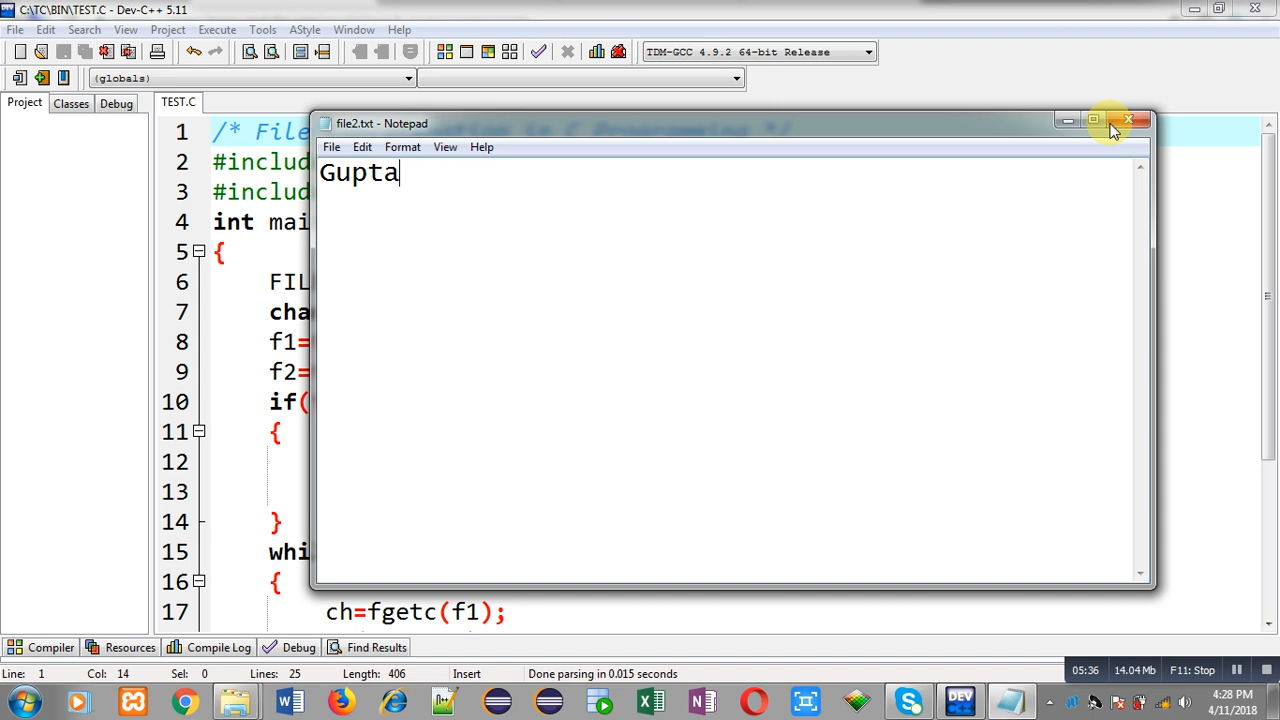 C:\TC\BIN\TEST.C - Dev-C++ 5.11
File Edit Search View Project Execute Tools AStyle Window Help
TDM-GCC 4.9.2 64-bit Release
(globals)
Project Classes Debug TEST.C
file2.txt - Notepad
File Edit Format View Help
Gupta
1 /* File in C Programming */
2 #includ
3 #includ
4 int mai
5 {
6 FIL
7 cha
8 f1=
9 f2=
10 if(
11 {
12
13
14 }
15 whi
16 {
17 ch=fgetc(f1);
Compiler Resources Compile Log Debug Find Results
Line: 1 Col: 14 Sel: 0 Lines: 25 Length: 406 Insert Done parsing in 0.015 seconds
05:36 14.04 Mb F11: Stop
DEV
4:28 PM
4/11/2018